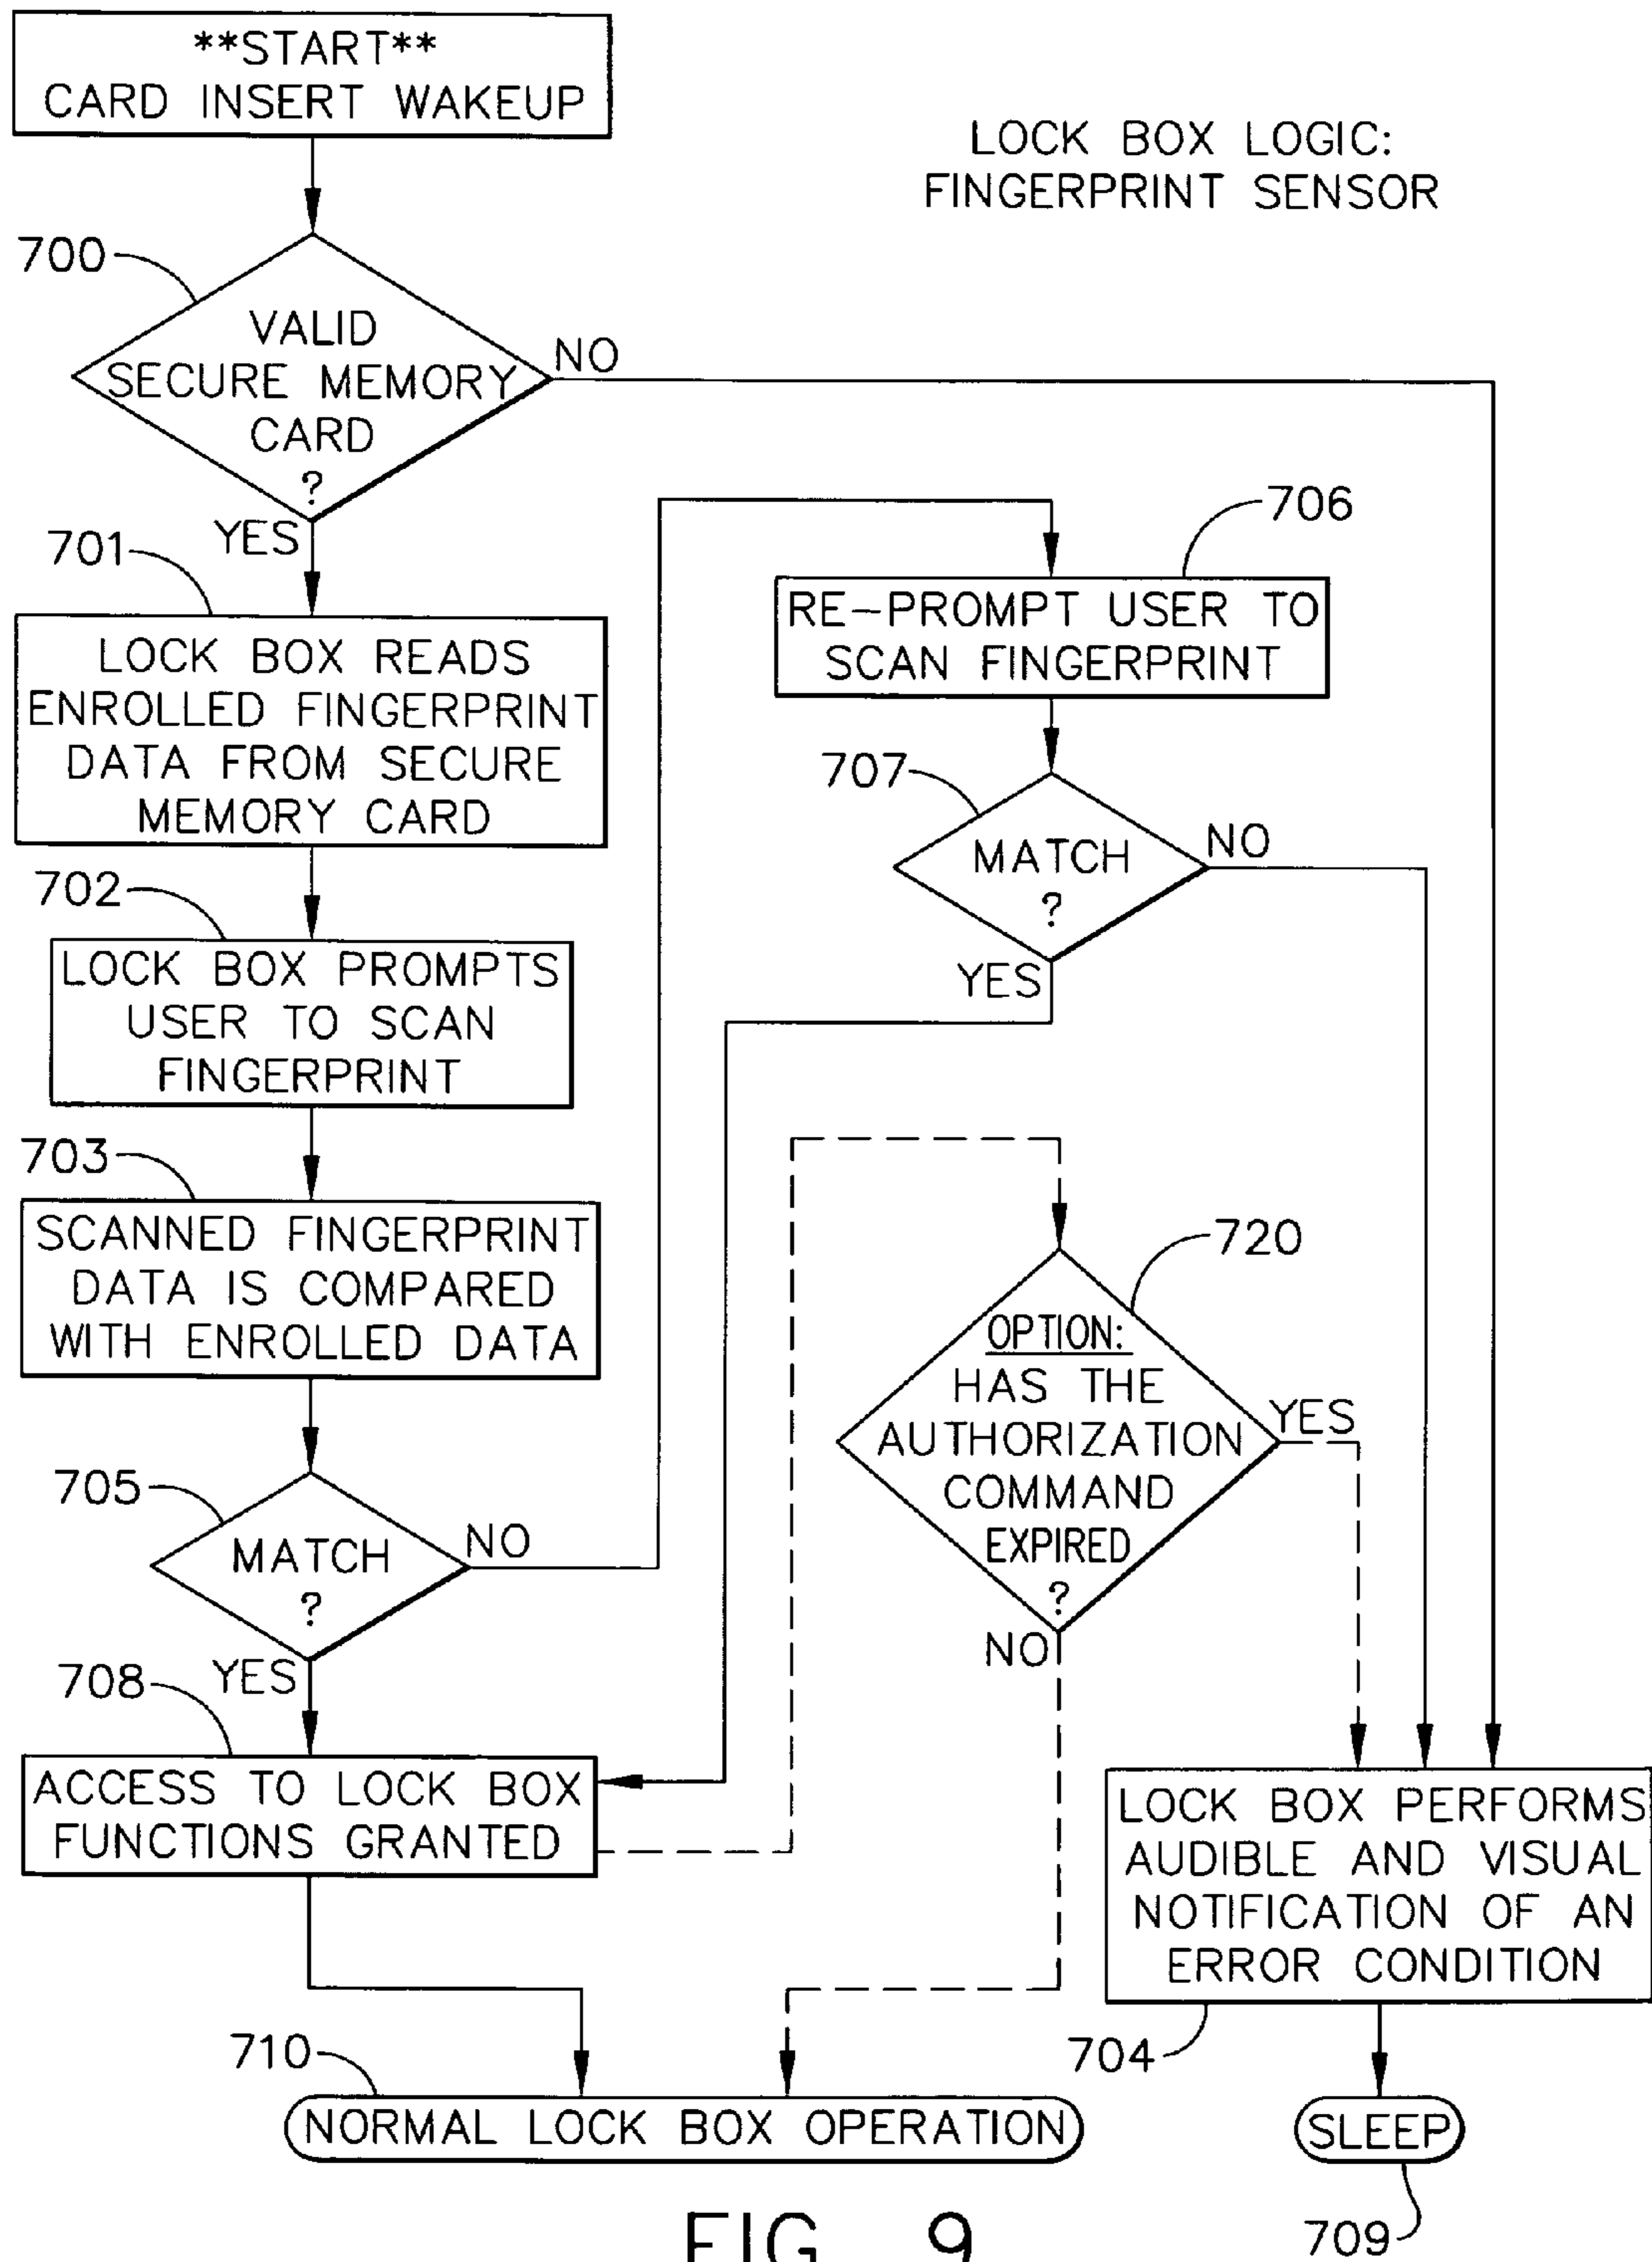 **START**
CARD INSERT WAKEUP
LOCK BOX LOGIC:
FINGERPRINT SENSOR
700
VALID
SECURE MEMORY
CARD
?
NO
YES
701
LOCK BOX READS
ENROLLED FINGERPRINT
DATA FROM SECURE
MEMORY CARD
702
LOCK BOX PROMPTS
USER TO SCAN
FINGERPRINT
703
SCANNED FINGERPRINT
DATA IS COMPARED
WITH ENROLLED DATA
705
MATCH
?
NO
YES
706
RE-PROMPT USER TO
SCAN FINGERPRINT
707
MATCH
?
NO
YES
708
ACCESS TO LOCK BOX
FUNCTIONS GRANTED
720
OPTION:
HAS THE
AUTHORIZATION
COMMAND
EXPIRED
?
YES
NO
LOCK BOX PERFORMS
AUDIBLE AND VISUAL
NOTIFICATION OF AN
ERROR CONDITION
704
710
NORMAL LOCK BOX OPERATION
SLEEP
709
FIG. 9